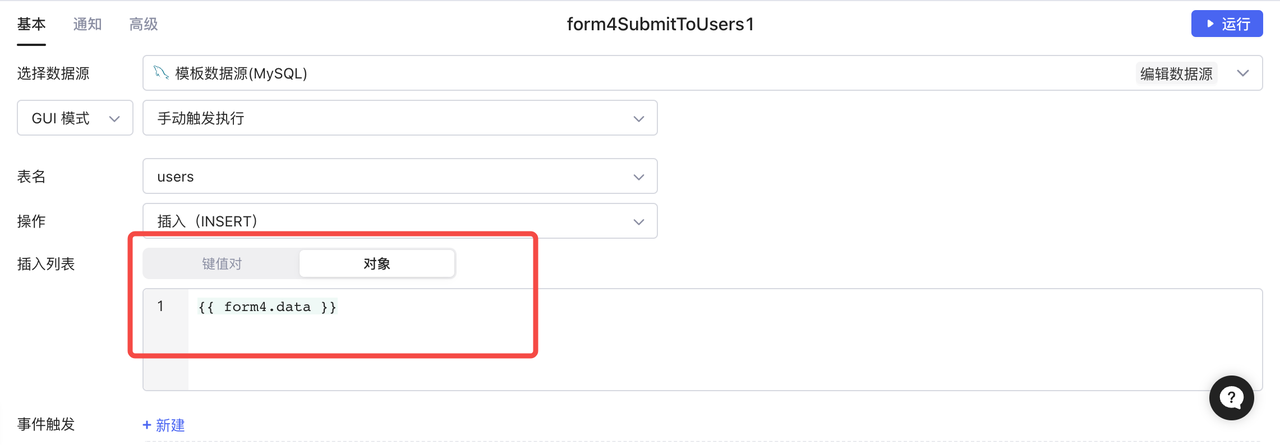 基本 通知 高级 form4SubmitToUsers1 运行
选择数据源 模板数据源(MySQL) 编辑数据源
GUI 模式 手动触发执行
表名 users
操作 插入（INSERT）
插入列表 键值对 对象
1 {{ form4.data }}
?
事件触发 + 新建